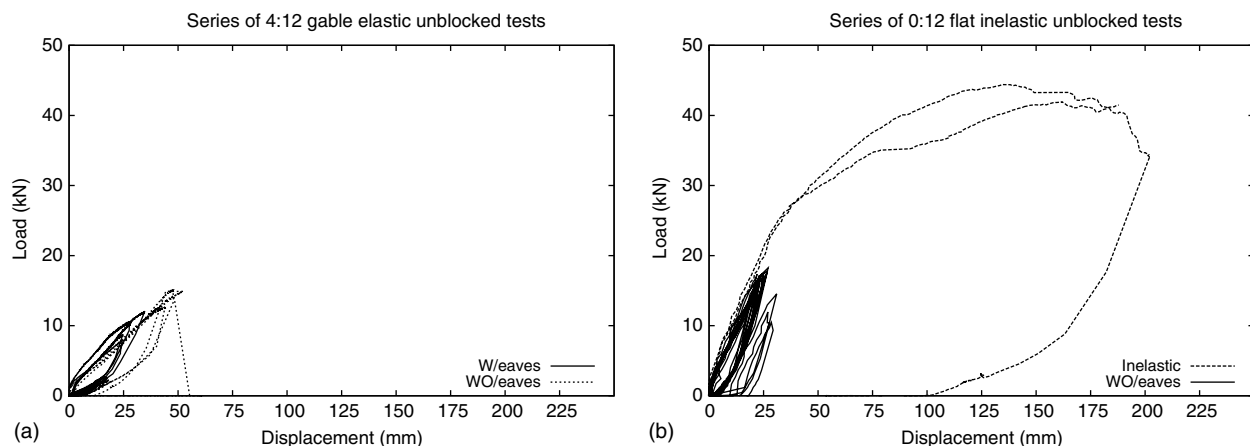 Series of 4:12 gable elastic unblocked tests
50
40
30
20
10
0
Load (kN)
W/eaves
WO/eaves
0 25 50 75 100 125 150 175 200 225
Displacement (mm)
(a)
Series of 0:12 flat inelastic unblocked tests
50
40
30
20
10
0
Load (kN)
Inelastic
WO/eaves
0 25 50 75 100 125 150 175 200 225
Displacement (mm)
(b)